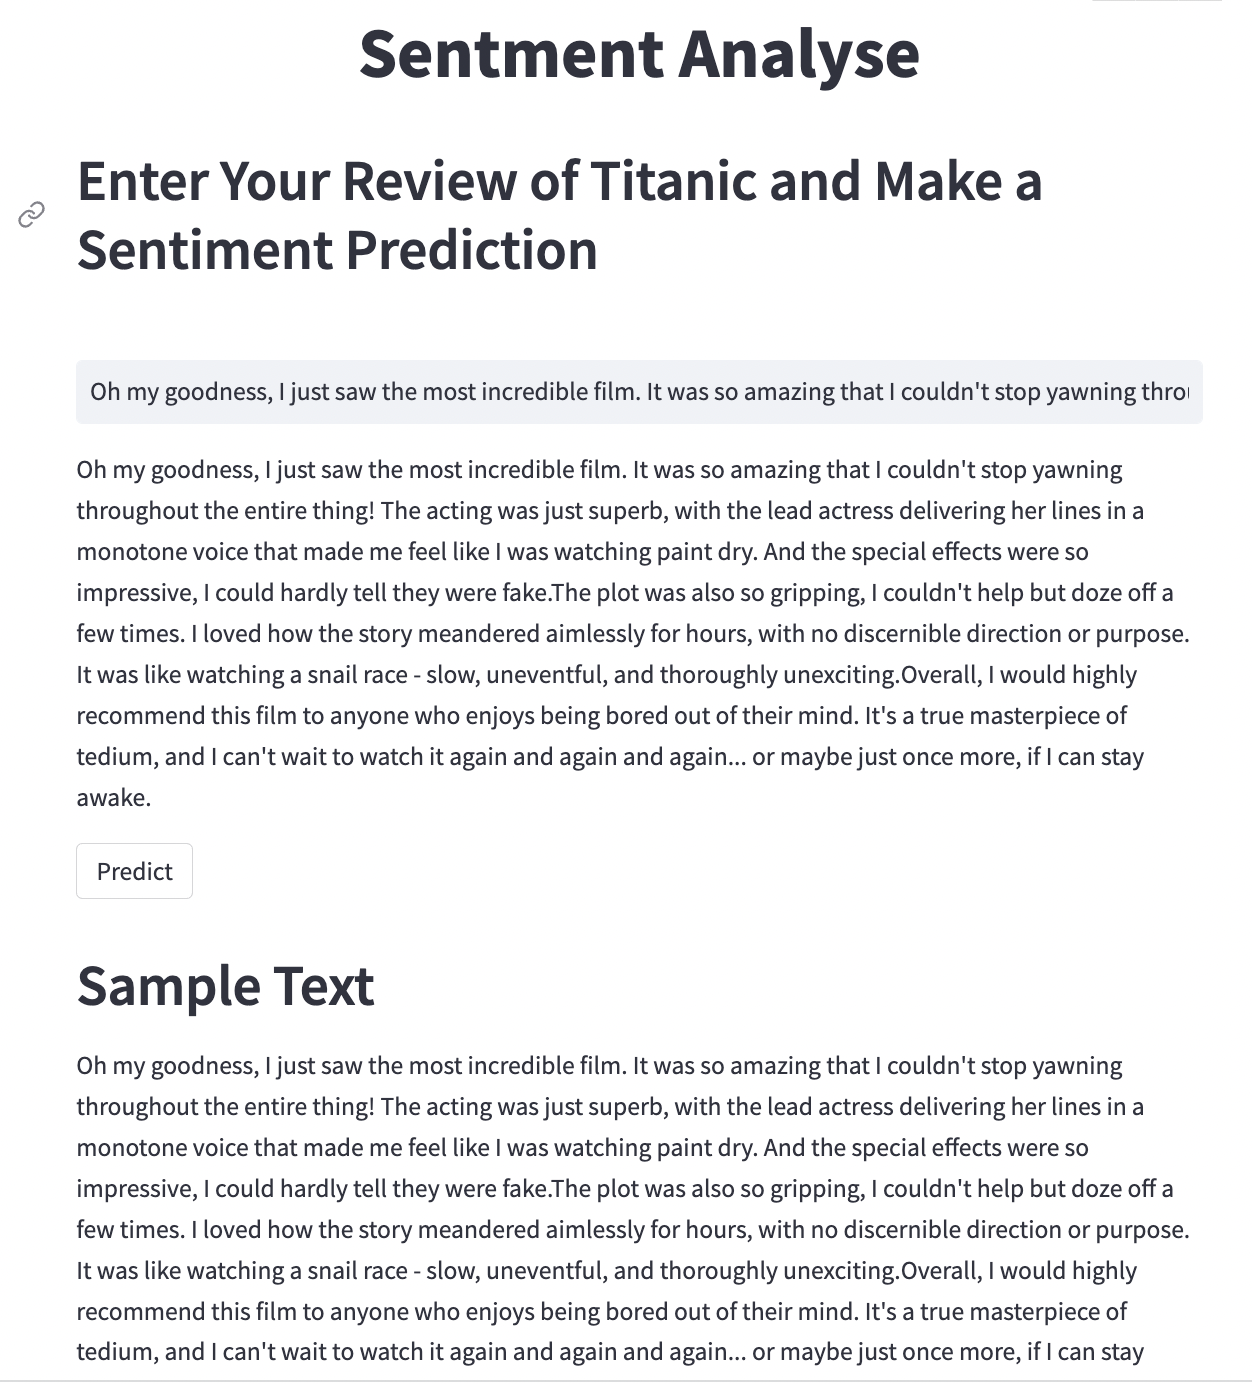 Sentment Analyse
Enter Your Review of Titanic and Make a
Sentiment Prediction
Oh my goodness, I just saw the most incredible film. It was so amazing that I couldn't stop yawning
Oh my goodness, I just saw the most incredible film. It was so amazing that I couldn't stop yawning
throughout the entire thing! The acting was just superb, with the lead actress delivering her lines in a
monotone voice that made me feel like I was watching paint dry. And the special effects were so
impressive, I could hardly tell they were fake.The plot was also so gripping, I couldn't help but doze off a
few times. I loved how the story meandered aimlessly for hours, with no discernible direction or purpose.
It was like watching a snail race - slow, uneventful, and thoroughly unexciting.Overall, I would highly
recommend this film to anyone who enjoys being bored out of their mind. It's a true masterpiece of
tedium, and I can't wait to watch it again and again and again... or maybe just once more, if I can stay
awake.
Predict
Sample Text
Oh my goodness, I just saw the most incredible film. It was so amazing that I couldn't stop yawning
throughout the entire thing! The acting was just superb, with the lead actress delivering her lines in a
monotone voice that made me feel like I was watching paint dry. And the special effects were so
impressive, I could hardly tell they were fake.The plot was also so gripping, I couldn't help but doze off a
few times. I loved how the story meandered aimlessly for hours, with no discernible direction or purpose.
It was like watching a snail race - slow, uneventful, and thoroughly unexciting.Overall, I would highly
recommend this film to anyone who enjoys being bored out of their mind. It's a true masterpiece of
tedium, and I can't wait to watch it again and again and again... or maybe just once more, if I can stay